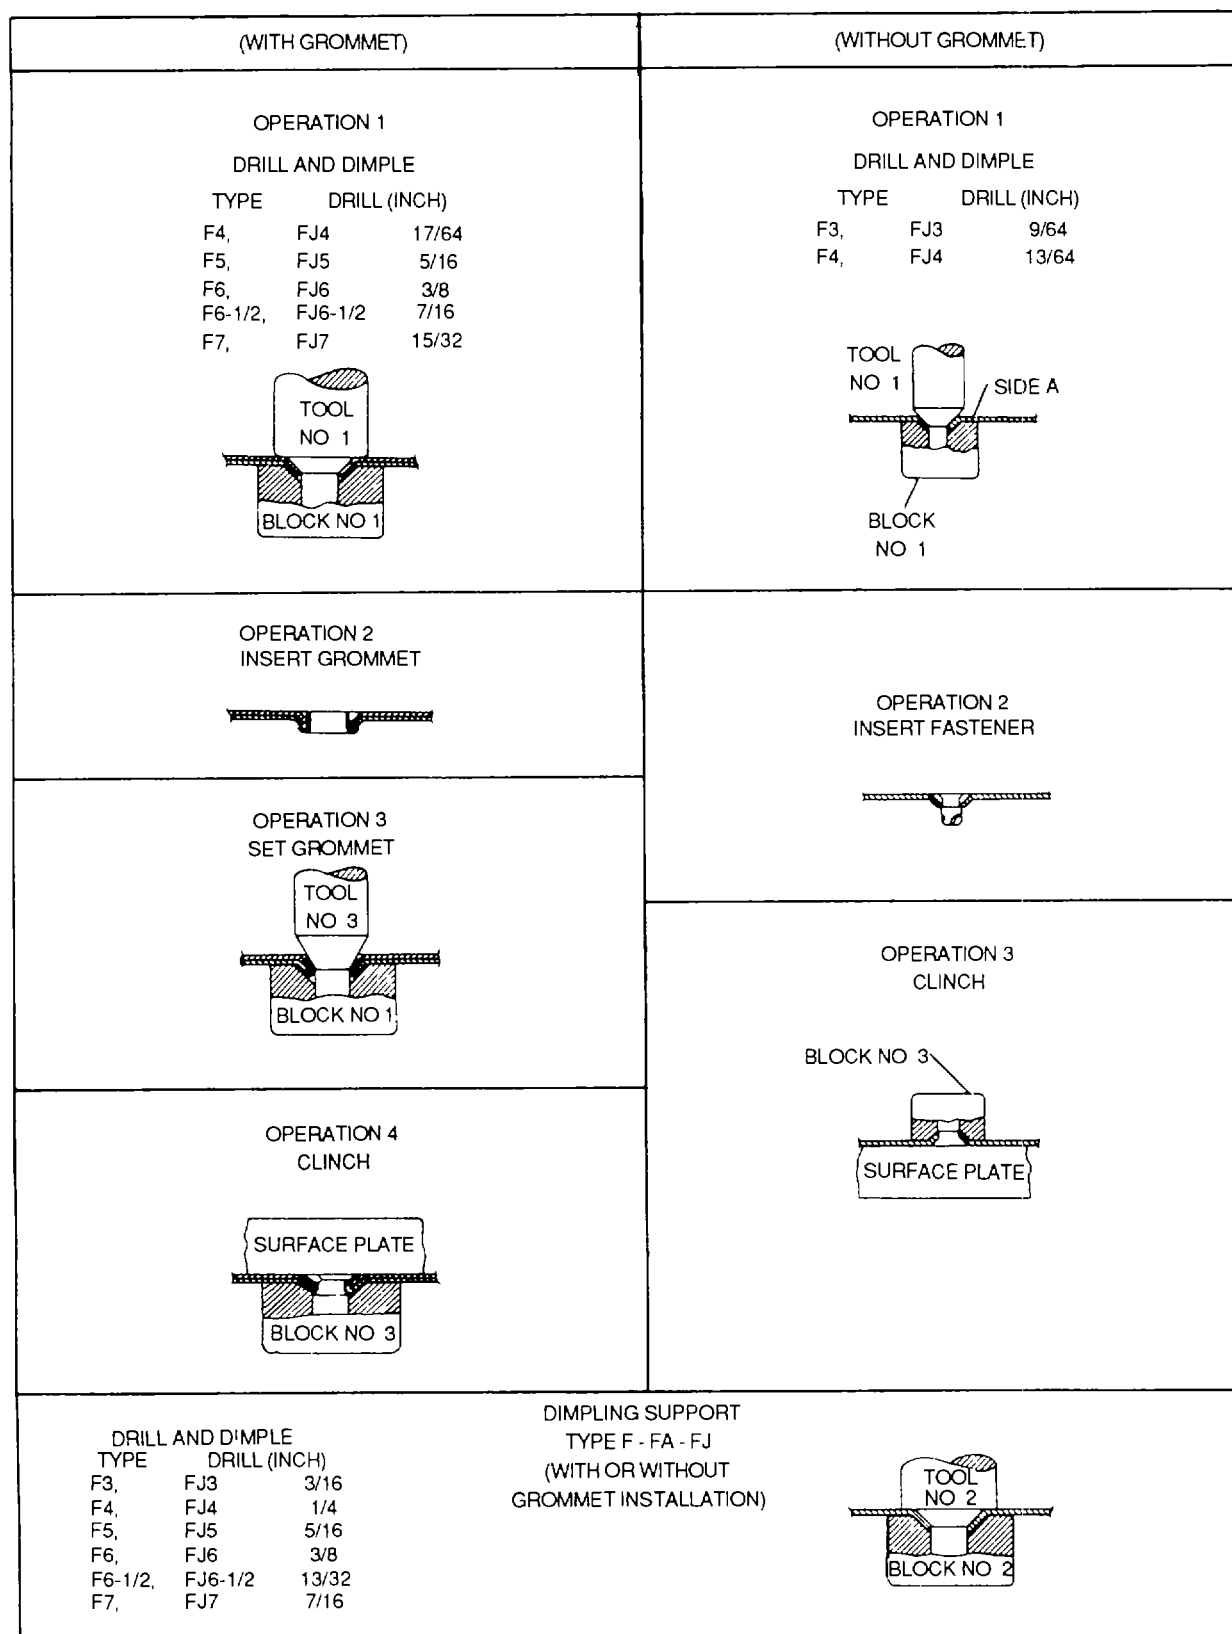 (WITH GROMMET)
OPERATION 1
DRILL AND DIMPLE
TYPE DRILL (INCH)
F4, FJ4 17/64
F5, FJ5 5/16
F6, FJ6 3/8
F6-1/2, FJ6-1/2 7/16
F7, FJ7 15/32
TOOL
NO 1
BLOCK NO 1
OPERATION 2
INSERT GROMMET
OPERATION 3
SET GROMMET
TOOL
NO 3
BLOCK NO 1
OPERATION 4
CLINCH
SURFACE PLATE
BLOCK NO 3
(WITHOUT GROMMET)
OPERATION 1
DRILL AND DIMPLE
TYPE DRILL (INCH)
F3, FJ3 9/64
F4, FJ4 13/64
TOOL
NO 1
SIDE A
BLOCK
NO 1
OPERATION 2
INSERT FASTENER
OPERATION 3
CLINCH
BLOCK NO 3
SURFACE PLATE
DRILL AND DIMPLE
TYPE DRILL (INCH)
F3, FJ3 3/16
F4, FJ4 1/4
F5, FJ5 5/16
F6, FJ6 3/8
F6-1/2, FJ6-1/2 13/32
F7, FJ7 7/16
DIMPLING SUPPORT
TYPE F - FA - FJ
(WITH OR WITHOUT
GROMMET INSTALLATION)
TOOL
NO 2
BLOCK NO 2